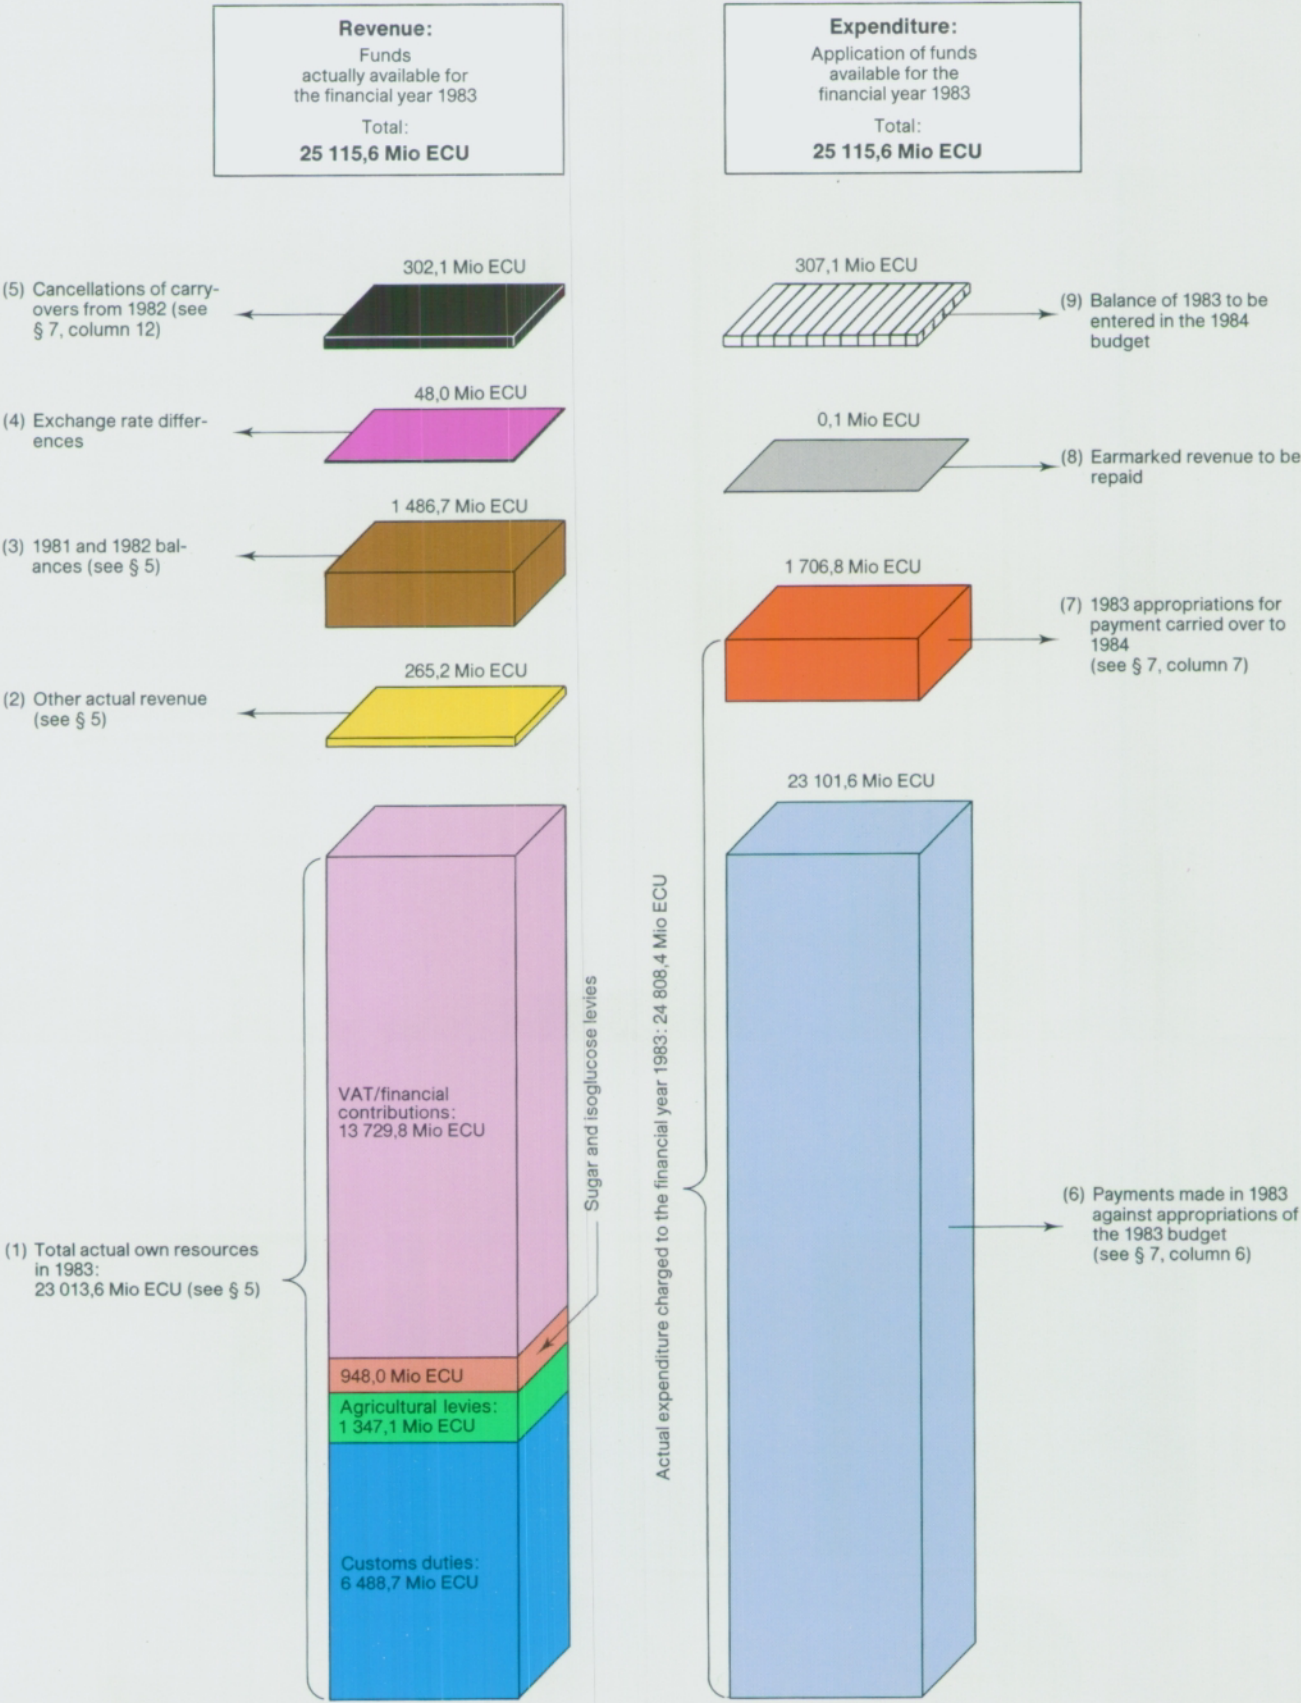 Revenue:
Funds
actually available for
the financial year 1983
Total:
25 115,6 Mio ECU
Expenditure:
Application of funds
available for the
financial year 1983
Total:
25 115,6 Mio ECU
302,1 Mio ECU
(5) Cancellations of carry-
overs from 1982 (see
§ 7, column 12)
48,0 Mio ECU
(4) Exchange rate differ-
ences
1 486,7 Mio ECU
(3) 1981 and 1982 bal-
ances (see § 5)
265,2 Mio ECU
(2) Other actual revenue
(see § 5)
VAT/financial
contributions:
13 729,8 Mio ECU
Sugar and isoglucose levies
(1) Total actual own resources
in 1983:
23 013,6 Mio ECU (see § 5)
948,0 Mio ECU
Agricultural levies:
1 347,1 Mio ECU
Customs duties:
6 488,7 Mio ECU
307,1 Mio ECU
(9) Balance of 1983 to be
entered in the 1984
budget
0,1 Mio ECU
(8) Earmarked revenue to be
repaid
1 706,8 Mio ECU
(7) 1983 appropriations for
payment carried over to
1984
(see § 7, column 7)
23 101,6 Mio ECU
Actual expenditure charged to the financial year 1983: 24 808,4 Mio ECU
(6) Payments made in 1983
against appropriations of
the 1983 budget
(see § 7, column 6)